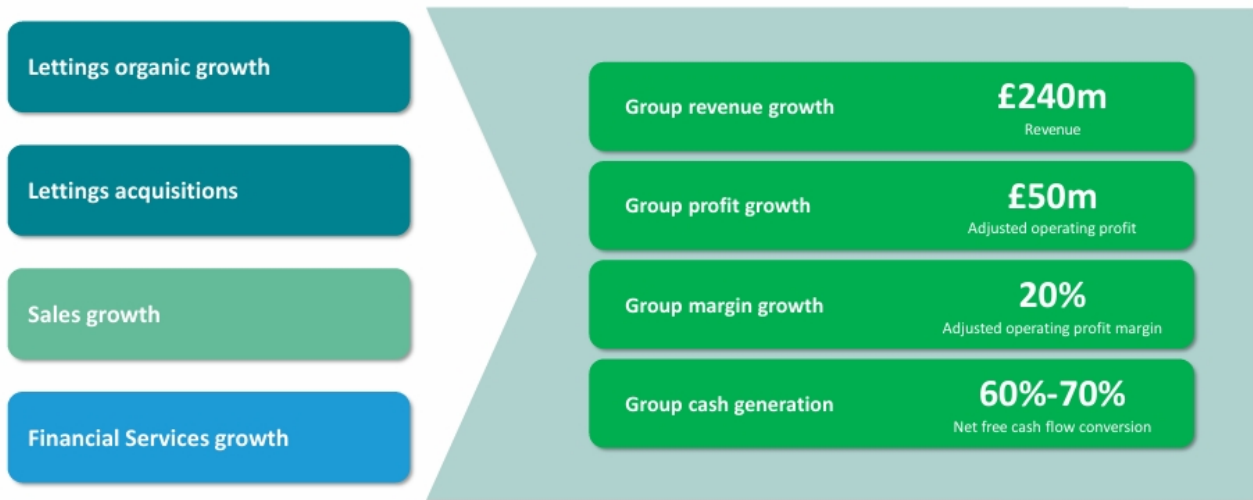 Lettings organic growth
Lettings acquisitions
Sales growth
Financial Services growth
Group revenue growth
£240m
Revenue
Group profit growth
£50m
Adjusted operating profit
Group margin growth
20%
Adjusted operating profit margin
Group cash generation
60%-70%
Net free cash flow conversion